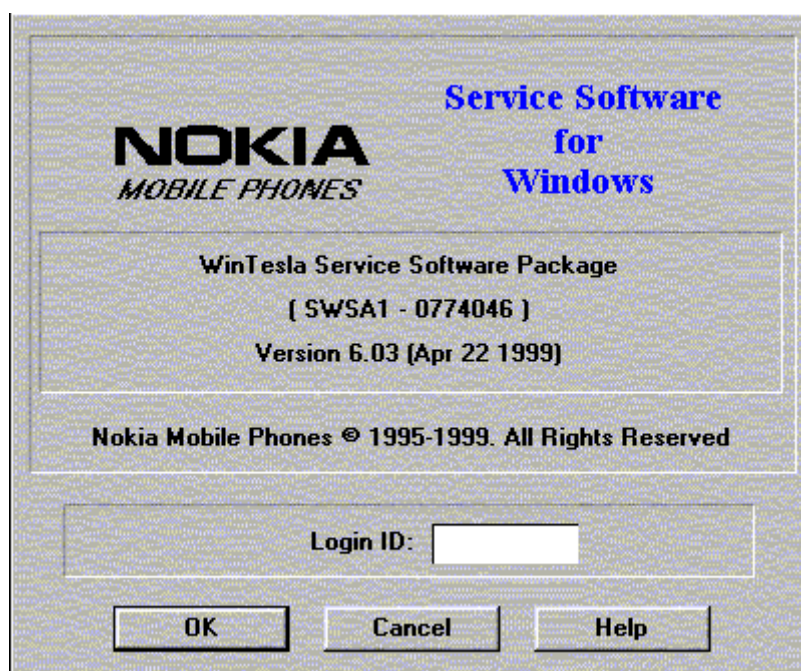 NOKIA
MOBILE PHONES
Service Software
for
Windows
WinTesla Service Software Package
( SWSA1 - 0774046 )
Version 6.03 (Apr 22 1999)
Nokia Mobile Phones © 1995-1999. All Rights Reserved
Login ID:
OK
Cancel
Help